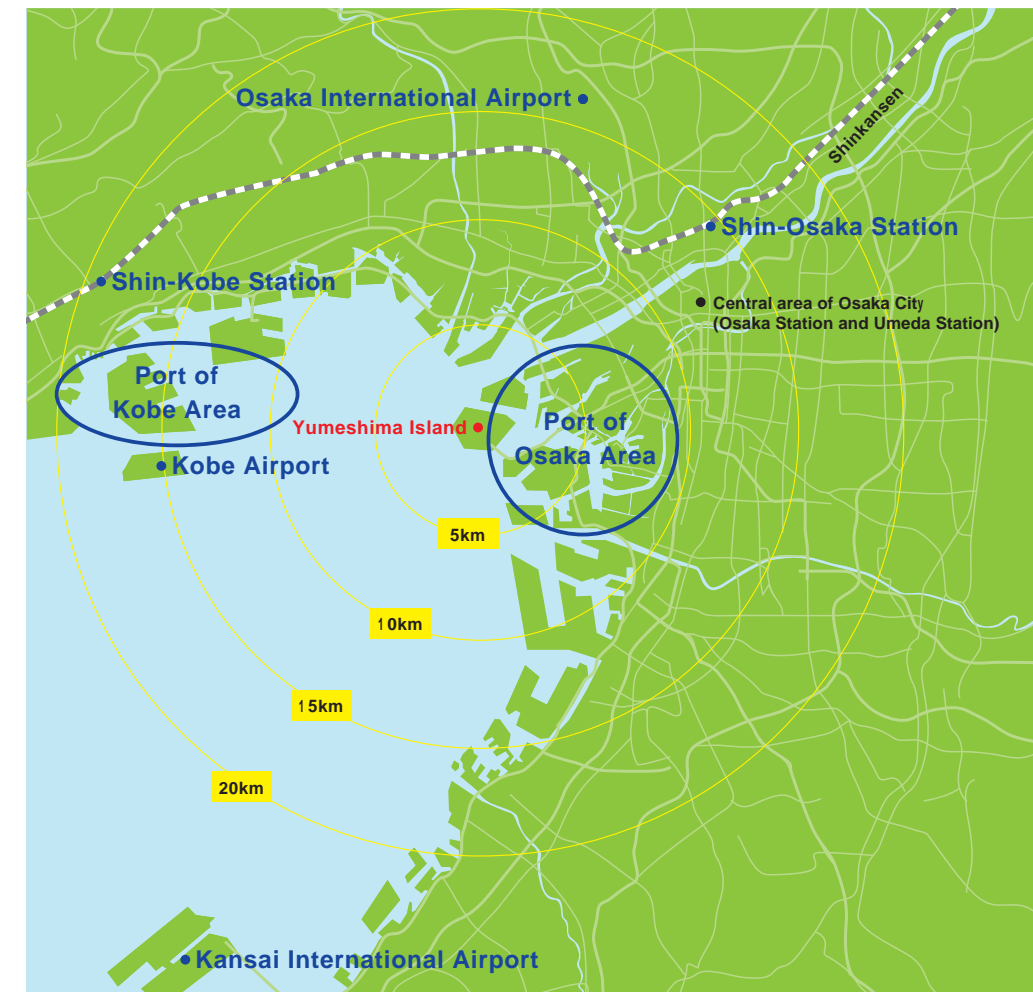 Osaka International Airport
Shinkansen
Shin-Osaka Station
Shin-Kobe Station
Central area of Osaka City
(Osaka Station and Umeda Station)
Port of
Kobe Area
Port of
Osaka Area
Yumeshima Island
Kobe Airport
5km
10km
15km
20km
Kansai International Airport